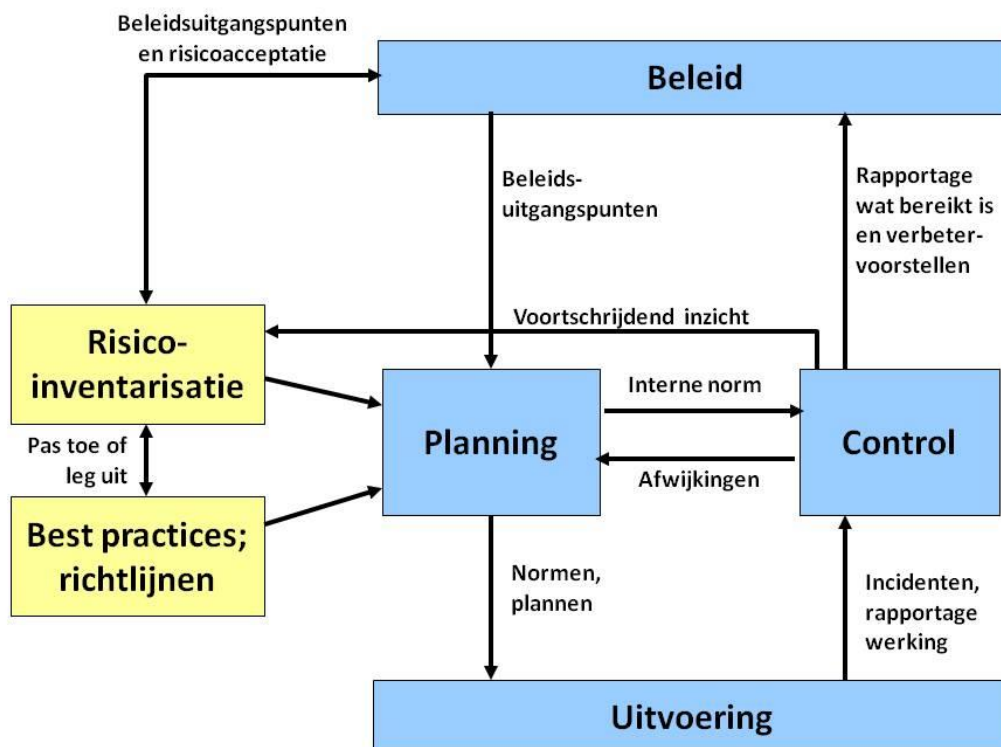 Beleidsuitgangspunten
en risicoacceptatie
Beleid
Beleids-
uitgangspunten
Rapportage
wat bereikt is
en verbeter-
voorstellen
Voortschrijdend inzicht
Risico-
inventarisatie
Interne norm
Planning
Control
Pas toe of
leg uit
Afwijkingen
Best practices;
richtlijnen
Normen,
plannen
Incidenten,
rapportage
werking
Uitvoering